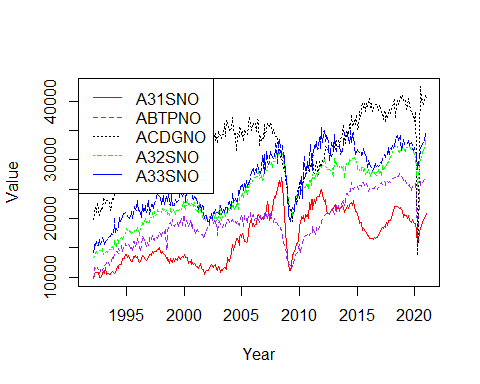 A31SNO
ABTPNO
ACDGNO
A32SNO
A33SNO
Value
10000
20000
30000
40000
1995
2000
2005
2010
2015
2020
Year